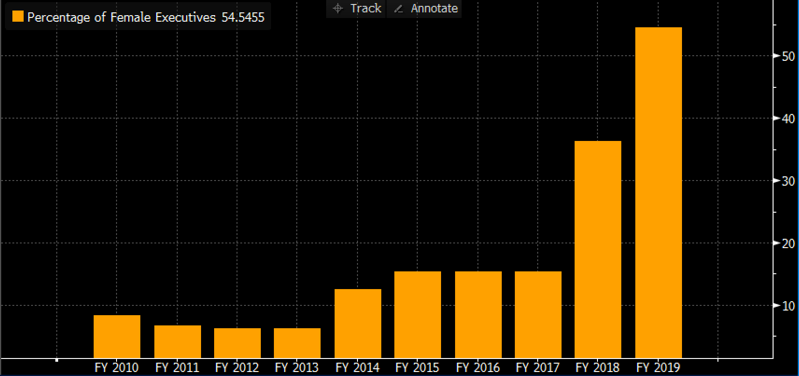 Percentage of Female Executives 54.5455
Track
Annotate
50
40
30
20
10
FY 2010 FY 2011 FY 2012 FY 2013 FY 2014 FY 2015 FY 2016 FY 2017 FY 2018 FY 2019